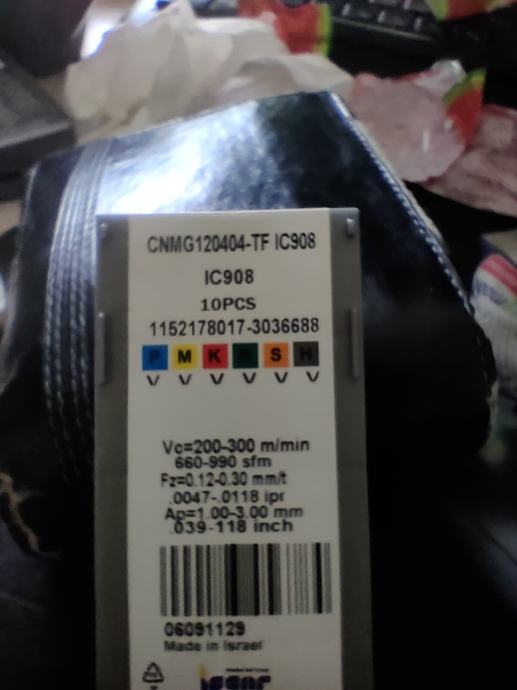 CNMG120404-TF IC908
IC908
10PCS
1152178017-3036688
P M K N S H
V V V V V V
Vc=200-300 m/min
660-990 sfm
Fz=0.12-0.30 mm/t
.0047-.0118 ipr
Ap=1.00-3.00 mm
.039-118 inch
06091129
Made in Israel
iscar